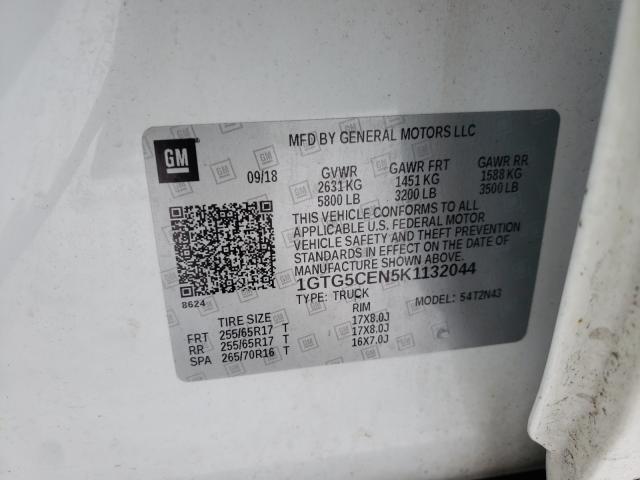 GM
MFD BY GENERAL MOTORS LLC
09/18
GVWR GAWR FRT GAWR RR
2631 KG 1451 KG 1588 KG
5800 LB 3200 LB 3500 LB
THIS VEHICLE CONFORMS TO ALL
APPLICABLE U.S. FEDERAL MOTOR
VEHICLE SAFETY AND THEFT PREVENTION
STANDARDS IN EFFECT ON THE DATE OF
MANUFACTURE SHOWN ABOVE.
1GTG5CEN5K1132044
8624
TYPE: TRUCK MODEL: 54T2N43
TIRE SIZE RIM
FRT 255/65R17 T 17X8.0J
RR 255/65R17 T 17X8.0J
SPA 265/70R16 T 16X7.0J